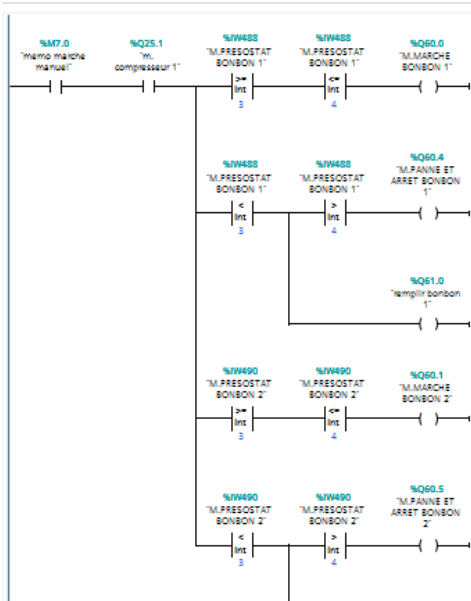 %M7.0
"memo marche
manuel"
%Q25.1
"m.
compresseur 1"
%IW488
"M.PRESOSTAT
BONBON 1"
>=
Int
3
%IW488
"M.PRESOSTAT
BONBON 1"
<=
Int
4
%Q60.0
"M.MARCHE
BONBON 1"
%IW488
"M.PRESOSTAT
BONBON 1"
<
Int
3
%IW488
"M.PRESOSTAT
BONBON 1"
>
Int
4
%Q60.4
"M.PANNE ET
ARRET BONBON
1"
%Q61.0
"remplir bonbon
1"
%IW490
"M.PRESOSTAT
BONBON 2"
>=
Int
3
%IW490
"M.PRESOSTAT
BONBON 2"
<=
Int
4
%Q60.1
"M.MARCHE
BONBON 2"
%IW490
"M.PRESOSTAT
BONBON 2"
<
Int
3
%IW490
"M.PRESOSTAT
BONBON 2"
>
Int
4
%Q60.5
"M.PANNE ET
ARRET BONBON
2"